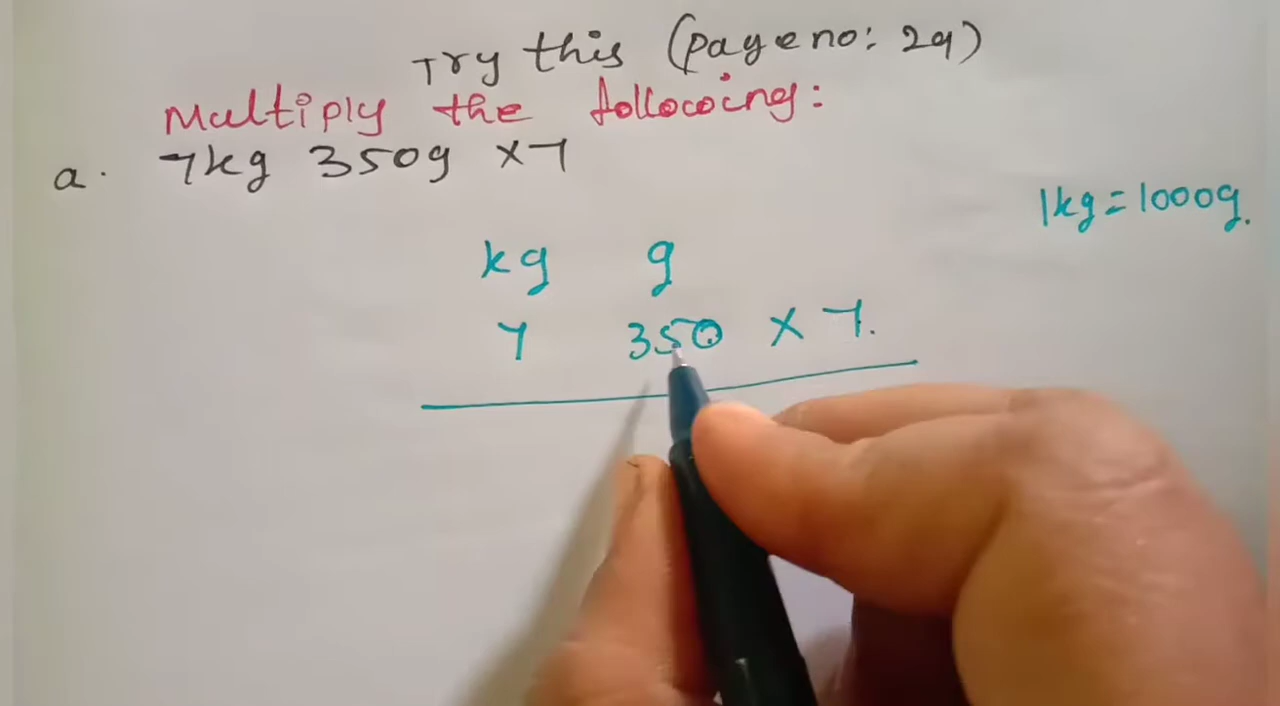 Try this (page no: 29)
Multiply the following:
a. 7kg 350g x 7
1kg = 1000g.
kg g
7 350 x 7.